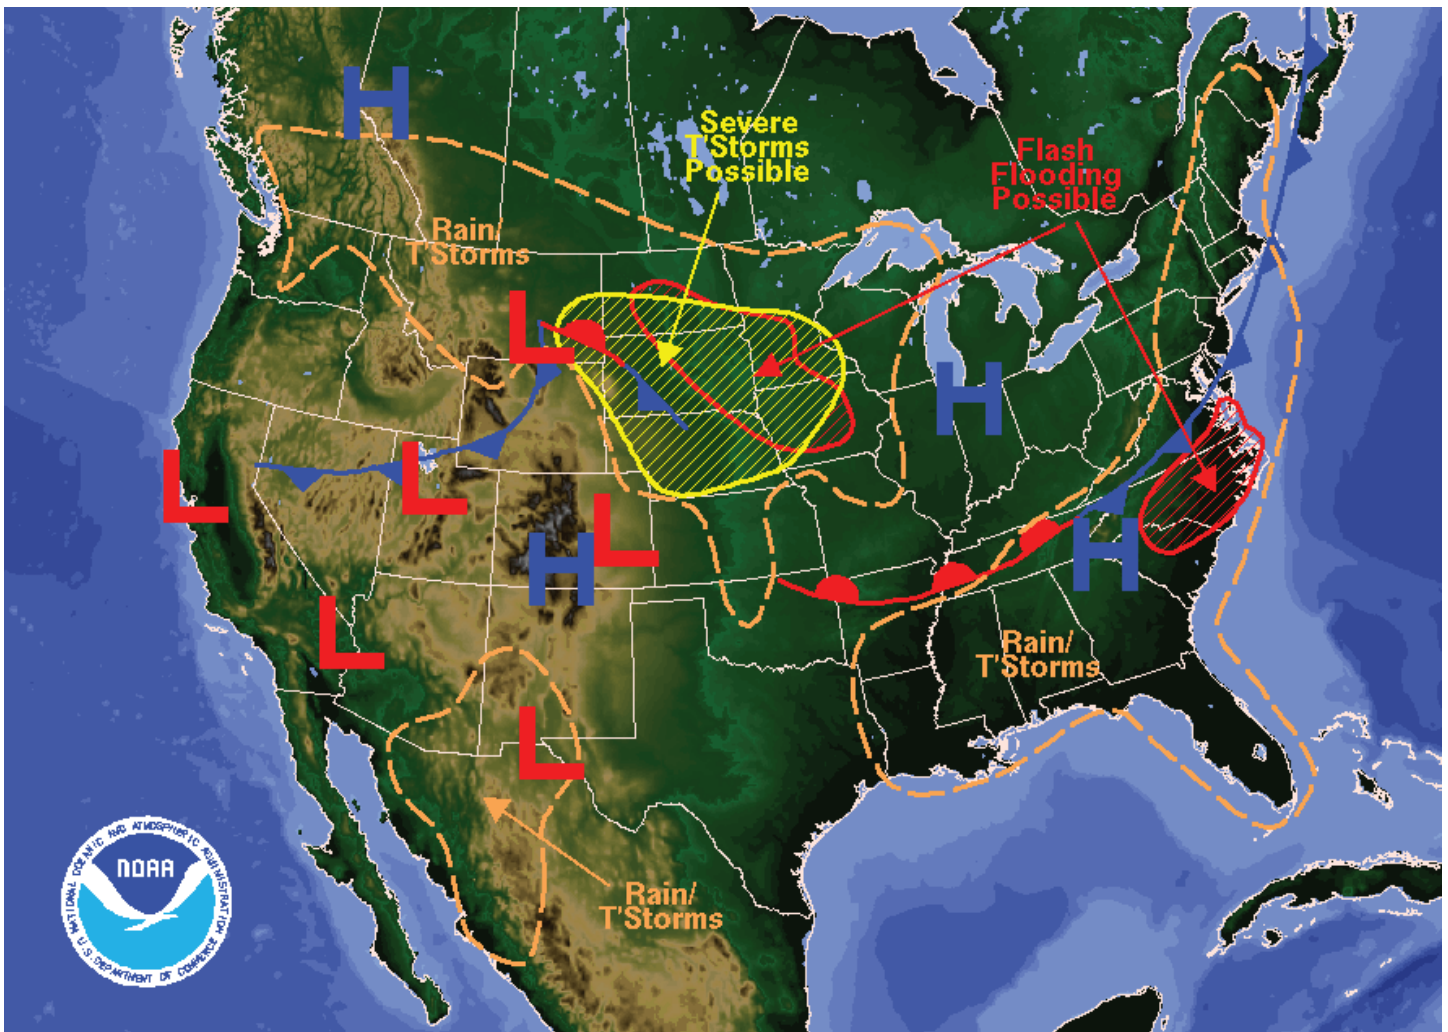 H
Severe
T'Storms
Possible
Flash
Flooding
Possible
Rain/
T'Storms
L
H
L
L
L
H
H
L
Rain/
T'Storms
L
Rain/
T'Storms
NOAA
NATIONAL OCEANIC AND ATMOSPHERIC ADMINISTRATION
U.S. DEPARTMENT OF COMMERCE